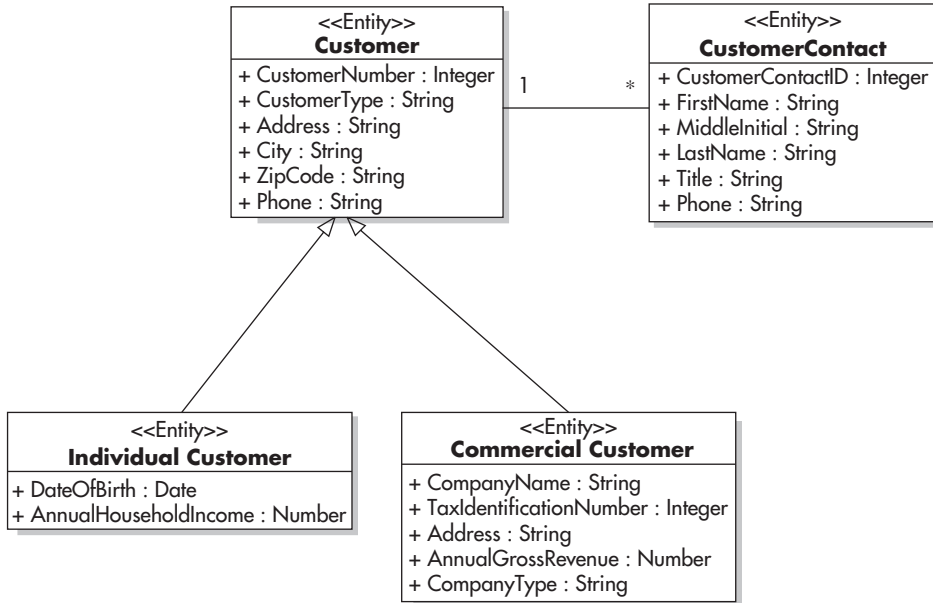 <<Entity>>
Customer
+ CustomerNumber : Integer
+ CustomerType : String
+ Address : String
+ City : String
+ ZipCode : String
+ Phone : String
1
*
<<Entity>>
CustomerContact
+ CustomerContactID : Integer
+ FirstName : String
+ MiddleInitial : String
+ LastName : String
+ Title : String
+ Phone : String
<<Entity>>
Individual Customer
+ DateOfBirth : Date
+ AnnualHouseholdIncome : Number
<<Entity>>
Commercial Customer
+ CompanyName : String
+ TaxIdentificationNumber : Integer
+ Address : String
+ AnnualGrossRevenue : Number
+ CompanyType : String